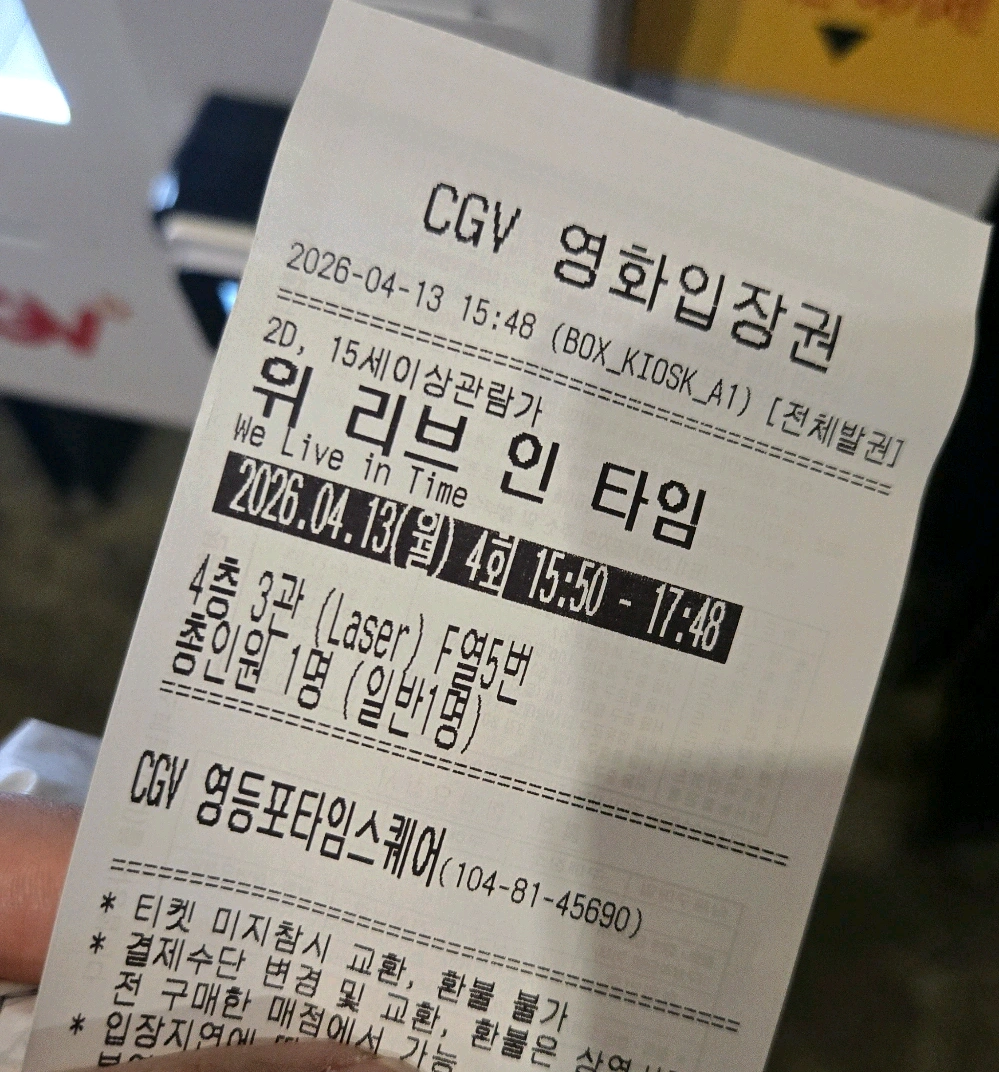 CGV 영화입장권
2026-04-13 15:48 (BOX_KIOSK_A1) [전체발권]
2D, 15세이상관람가
위 리브 인 타임
We Live in Time
2026.04.13(월) 4회 15:50 - 17:48
4층 3관 (Laser) F열5번
총인원 1명 (일반1명)
CGV 영등포타임스퀘어(104-81-45690)
* 티켓 미지참시 교환, 환불 불가
* 결제수단 변경 및 교환, 환불은 상영
전 구매한 매점에서 가능
* 입장지연에